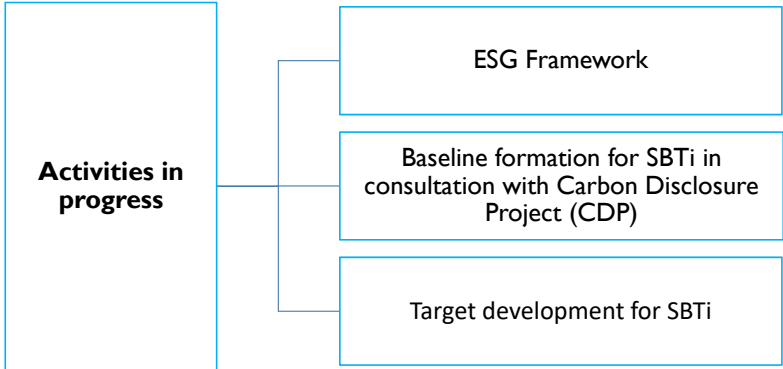 Activities in
progress
ESG Framework
Baseline formation for SBTi in
consultation with Carbon Disclosure
Project (CDP)
Target development for SBTi